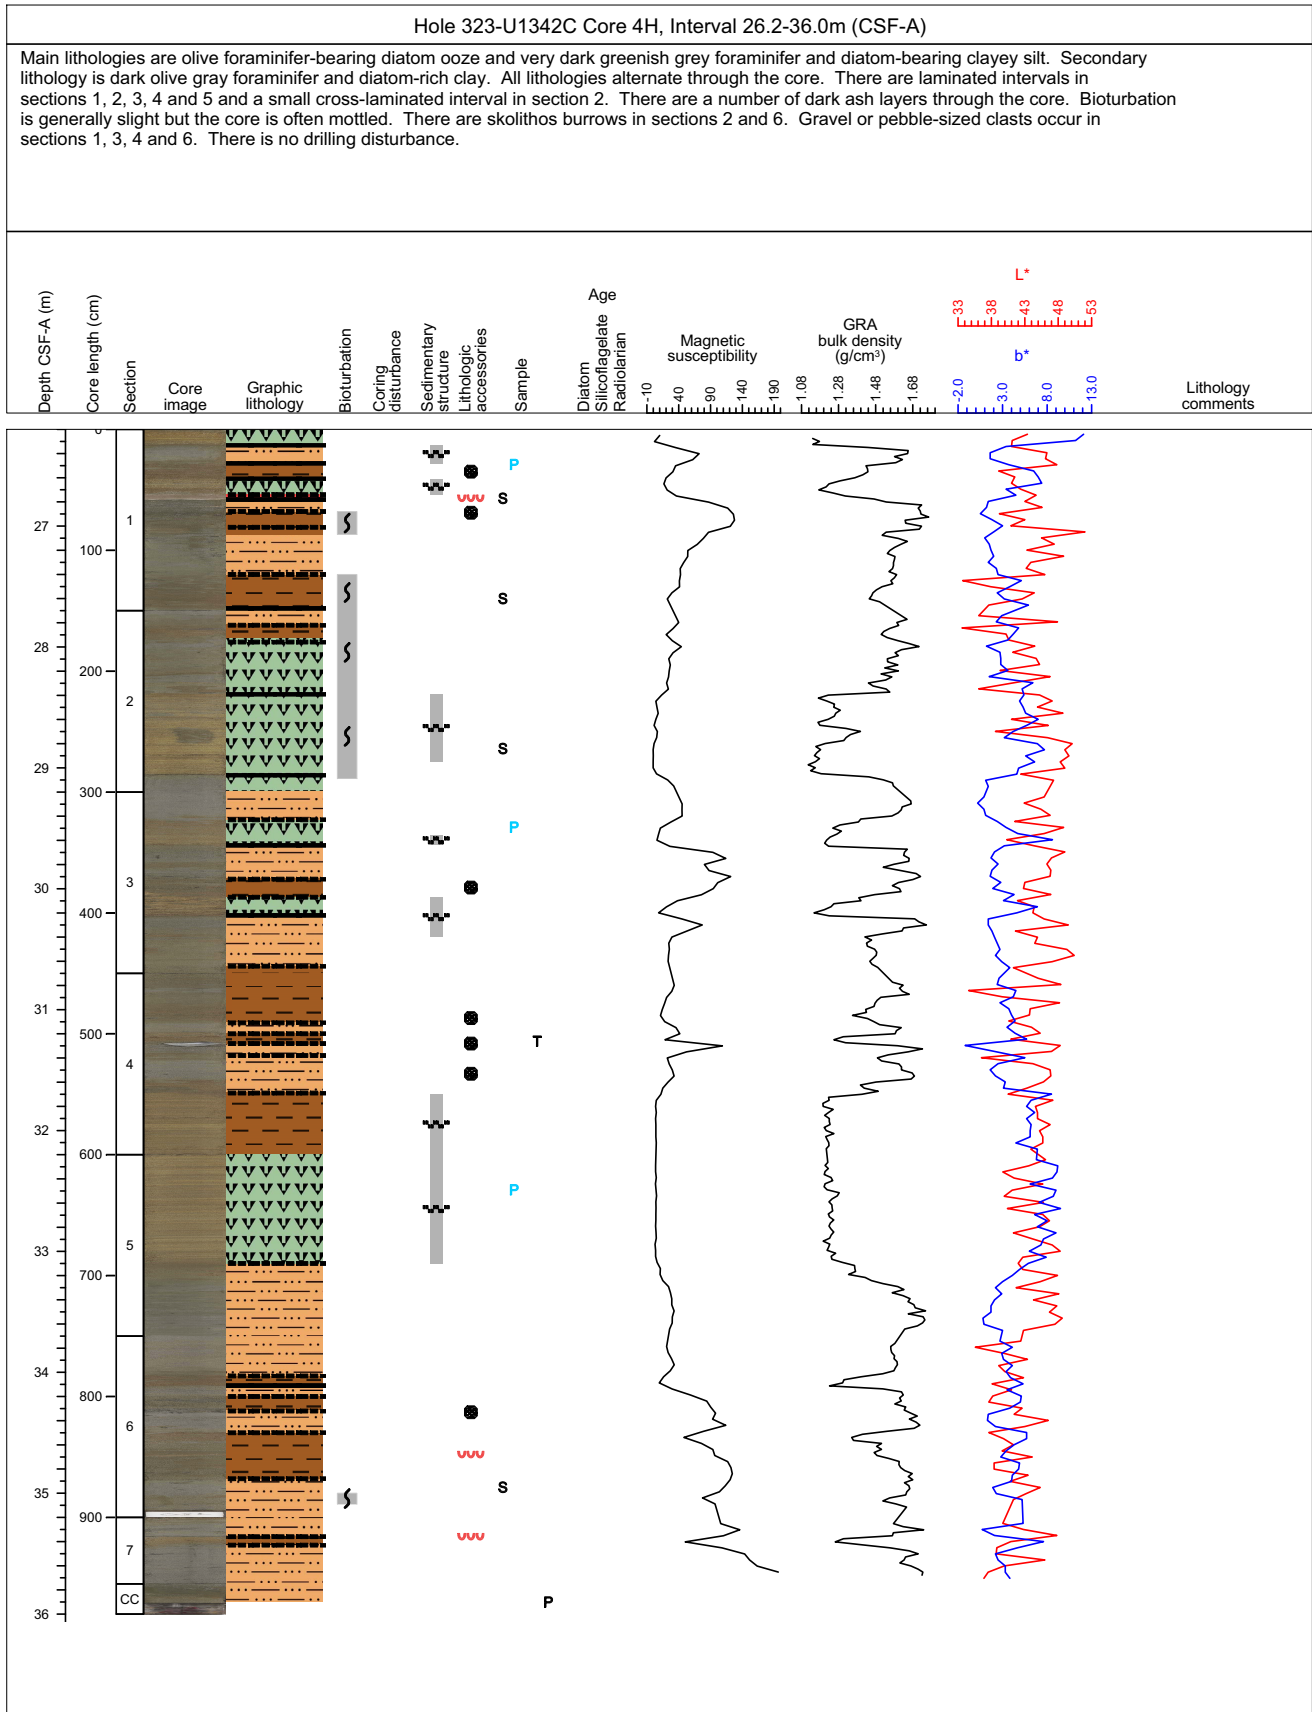 Hole 323-U1342C Core 4H, Interval 26.2-36.0m (CSF-A)
Main lithologies are olive foraminifer-bearing diatom ooze and very dark greenish grey foraminifer and diatom-bearing clayey silt. Secondary
lithology is dark olive gray foraminifer and diatom-rich clay. All lithologies alternate through the core. There are laminated intervals in
sections 1, 2, 3, 4 and 5 and a small cross-laminated interval in section 2. There are a number of dark ash layers through the core. Bioturbation
is generally slight but the core is often mottled. There are skolithos burrows in sections 2 and 6. Gravel or pebble-sized clasts occur in
sections 1, 3, 4 and 6. There is no drilling disturbance.
Depth CSF-A (m)
Core length (cm)
Section
Core
image
Graphic
lithology
Bioturbation
Coring
disturbance
Sedimentary
structure
Lithologic
accessories
Sample
Age
Diatom
Silicoflagelate
Radiolarian
Magnetic
susceptibility
-10 40 90 140 190
GRA
bulk density
(g/cm³)
1.08 1.28 1.48 1.68
L*
33 38 43 48 53
b*
-2.0 3.0 8.0 13.0
Lithology
comments
0
P
S
1
27
100
S
28
200
2
S
29
300
P
3
30
400
31
500
T
4
32
600
P
5
33
700
34
800
6
S
35
900
7
CC
P
36